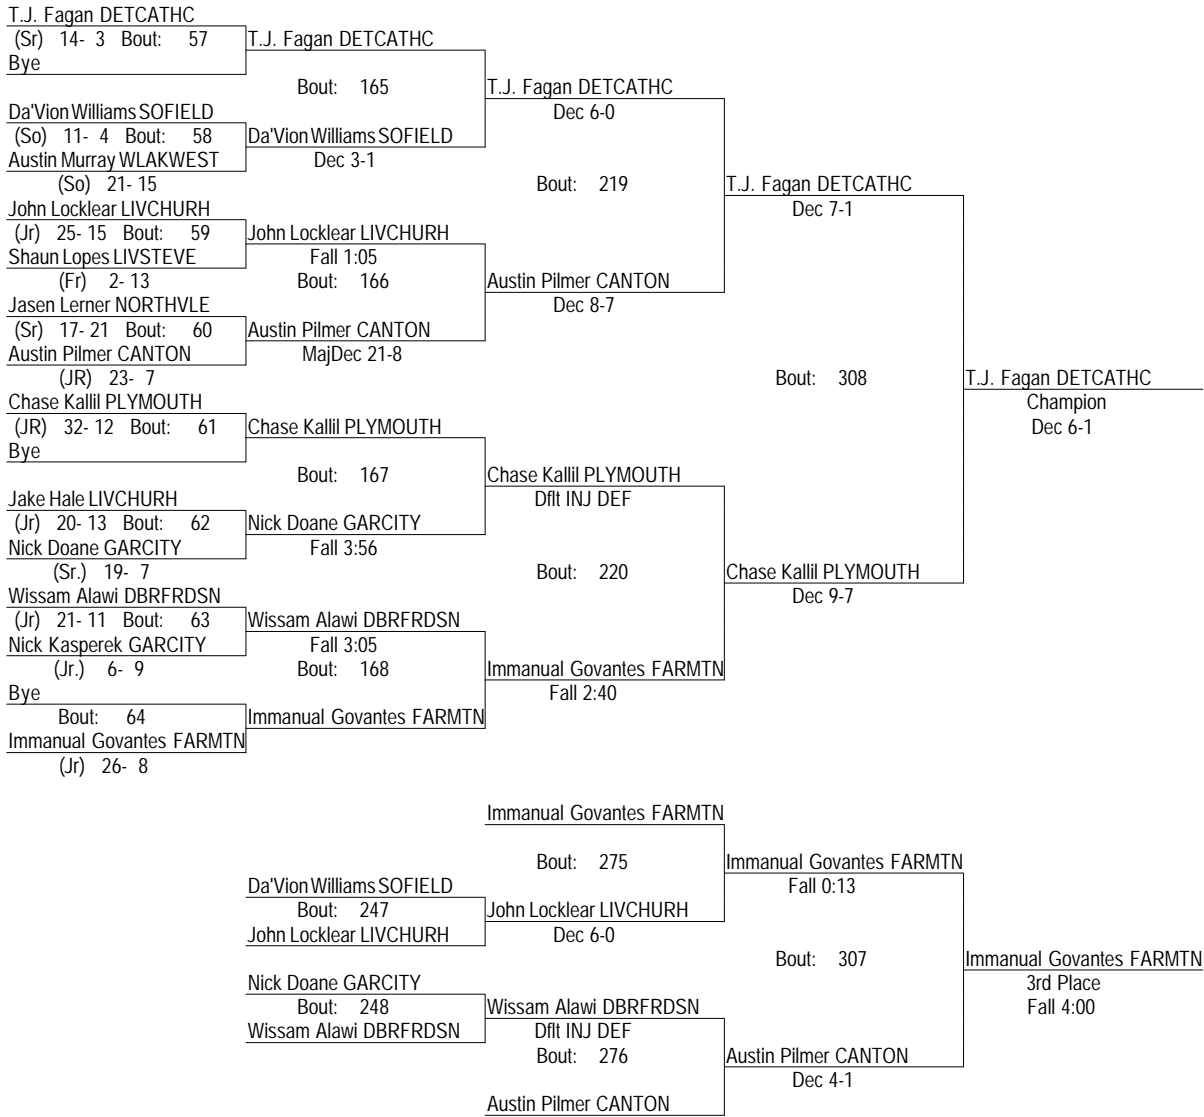 T.J. Fagan DETCATHC
(Sr) 14- 3 Bout: 57
T.J. Fagan DETCATHC
Bye
Bout: 165
T.J. Fagan DETCATHC
Da'Vion Williams SOFIELD
Dec 6-0
(So) 11- 4 Bout: 58
Da'Vion Williams SOFIELD
Austin Murray WLAKWEST
Dec 3-1
(So) 21- 15
Bout: 219
T.J. Fagan DETCATHC
John Locklear LIVCHURH
Dec 7-1
(Jr) 25- 15 Bout: 59
John Locklear LIVCHURH
Shaun Lopes LIVSTEVE
Fall 1:05
(Fr) 2- 13
Bout: 166
Austin Pilmer CANTON
Jasen Lerner NORTHVLE
Dec 8-7
(Sr) 17- 21 Bout: 60
Austin Pilmer CANTON
Austin Pilmer CANTON
MajDec 21-8
(JR) 23- 7
Bout: 308
T.J. Fagan DETCATHC
Chase Kallil PLYMOUTH
Champion
(JR) 32- 12 Bout: 61
Chase Kallil PLYMOUTH
Dec 6-1
Bye
Bout: 167
Chase Kallil PLYMOUTH
Jake Hale LIVCHURH
Dflt INJ DEF
(Jr) 20- 13 Bout: 62
Nick Doane GARCITY
Nick Doane GARCITY
Fall 3:56
(Sr.) 19- 7
Bout: 220
Chase Kallil PLYMOUTH
Wissam Alawi DBRFRDSN
Dec 9-7
(Jr) 21- 11 Bout: 63
Wissam Alawi DBRFRDSN
Nick Kasperek GARCITY
Fall 3:05
(Jr.) 6- 9
Bout: 168
Immanual Govantes FARMTN
Bye
Fall 2:40
Bout: 64
Immanual Govantes FARMTN
Immanual Govantes FARMTN
(Jr) 26- 8
Immanual Govantes FARMTN
Bout: 275
Immanual Govantes FARMTN
Da'Vion Williams SOFIELD
Fall 0:13
Bout: 247
John Locklear LIVCHURH
John Locklear LIVCHURH
Dec 6-0
Bout: 307
Immanual Govantes FARMTN
Nick Doane GARCITY
3rd Place
Bout: 248
Wissam Alawi DBRFRDSN
Fall 4:00
Wissam Alawi DBRFRDSN
Dflt INJ DEF
Bout: 276
Austin Pilmer CANTON
Dec 4-1
Austin Pilmer CANTON